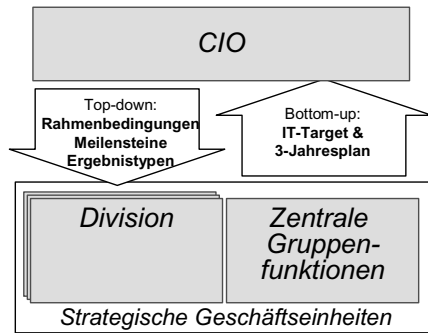 CIO
Top-down:
Rahmenbedingungen
Meilensteine
Ergebnistypen
Bottom-up:
IT-Target &
3-Jahresplan
Division
Zentrale
Gruppen-
funktionen
Strategische Geschäftseinheiten